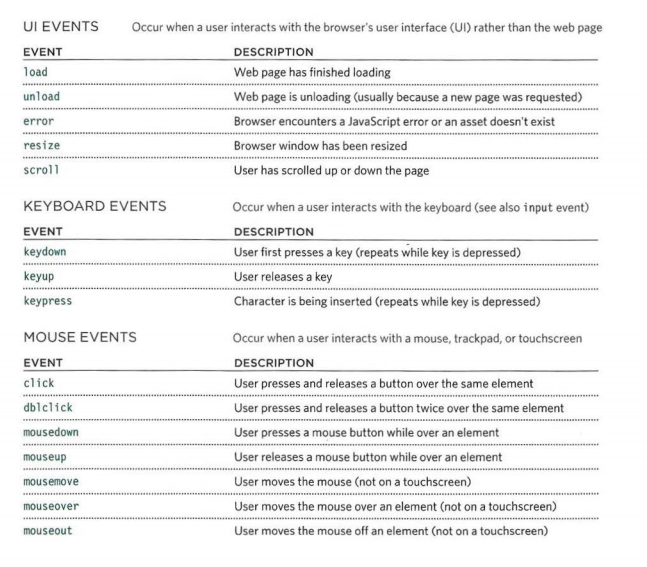 UI EVENTS Occur when a user interacts with the browser's user interface (UI) rather than the web page
EVENT DESCRIPTION
load Web page has finished loading
unload Web page is unloading (usually because a new page was requested)
error Browser encounters a JavaScript error or an asset doesn't exist
resize Browser window has been resized
scroll User has scrolled up or down the page
KEYBOARD EVENTS Occur when a user interacts with the keyboard (see also input event)
EVENT DESCRIPTION
keydown User first presses a key (repeats while key is depressed)
keyup User releases a key
keypress Character is being inserted (repeats while key is depressed)
MOUSE EVENTS Occur when a user interacts with a mouse, trackpad, or touchscreen
EVENT DESCRIPTION
click User presses and releases a button over the same element
dblclick User presses and releases a button twice over the same element
mousedown User presses a mouse button while over an element
mouseup User releases a mouse button while over an element
mousemove User moves the mouse (not on a touchscreen)
mouseover User moves the mouse over an element (not on a touchscreen)
mouseout User moves the mouse off an element (not on a touchscreen)